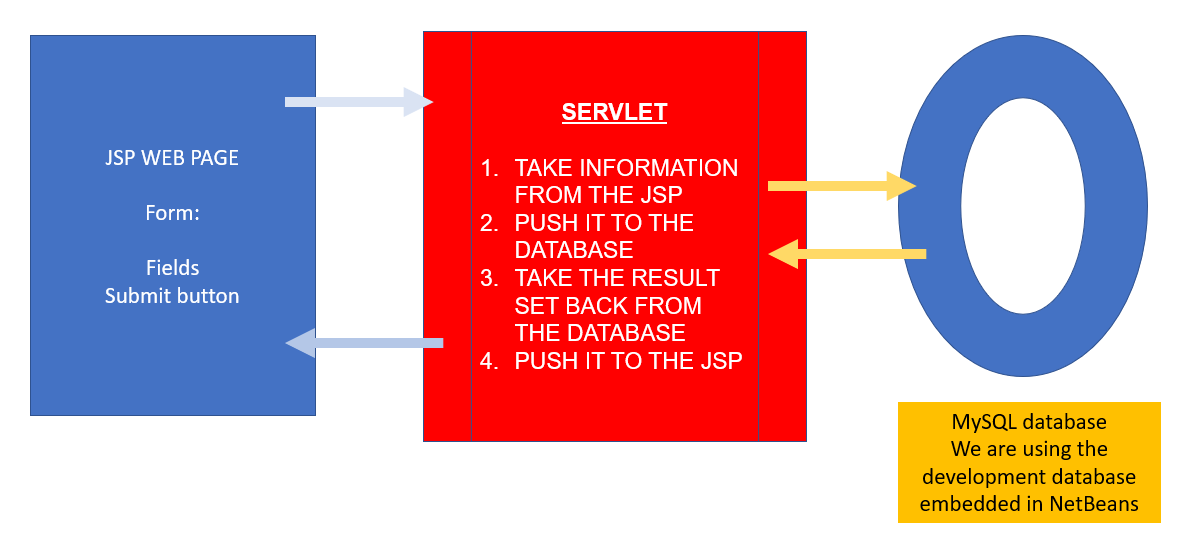 JSP WEB PAGE
Form:
Fields
Submit button
SERVLET
1. TAKE INFORMATION
FROM THE JSP
2. PUSH IT TO THE
DATABASE
3. TAKE THE RESULT
SET BACK FROM
THE DATABASE
4. PUSH IT TO THE JSP
MySQL database
We are using the
development database
embedded in NetBeans